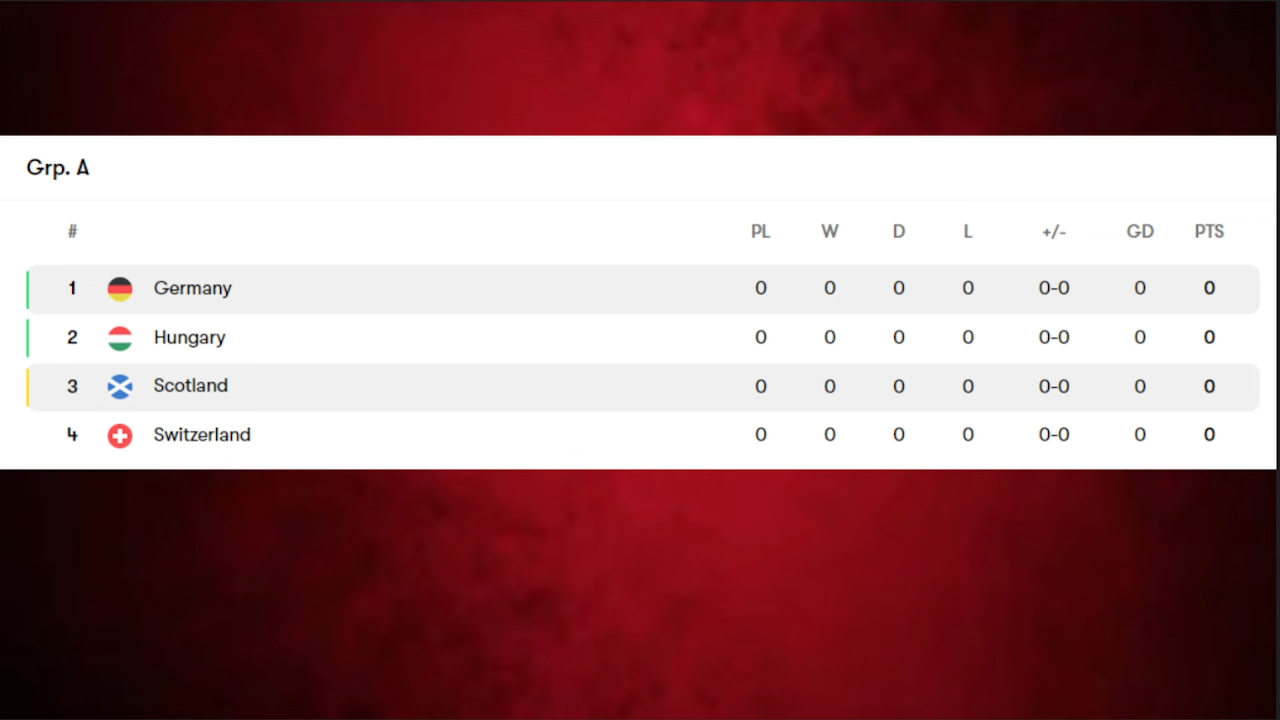 Grp. A
# PL W D L +/- GD PTS
1 Germany 0 0 0 0 0-0 0 0
2 Hungary 0 0 0 0 0-0 0 0
3 Scotland 0 0 0 0 0-0 0 0
4 Switzerland 0 0 0 0 0-0 0 0